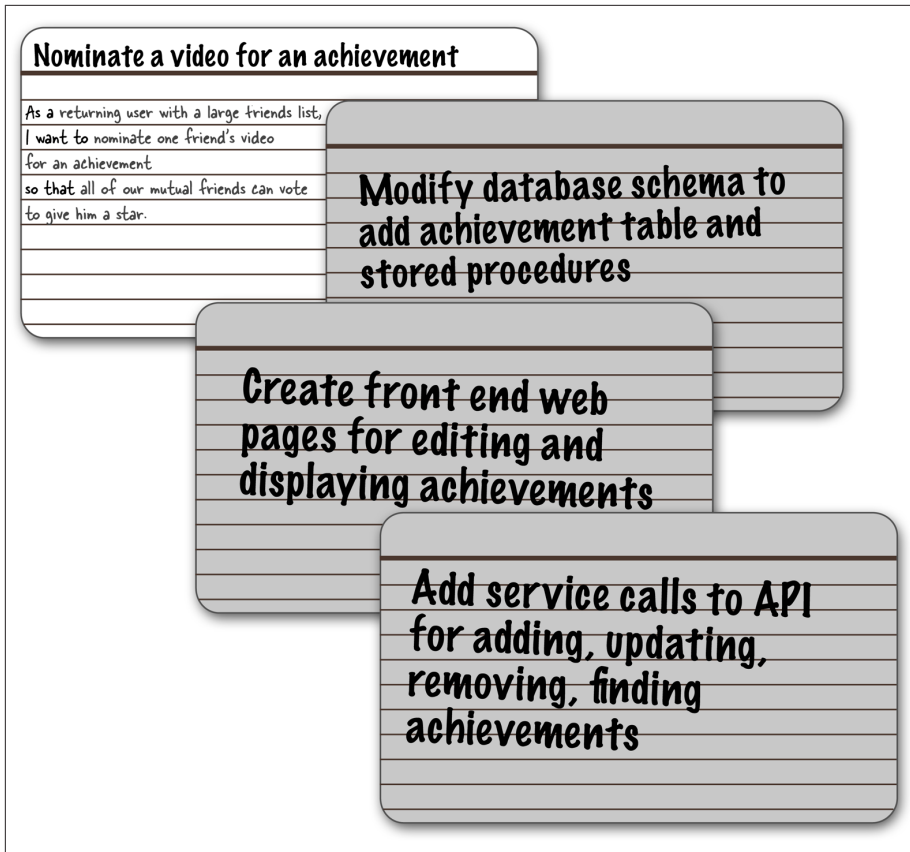 Nominate a video for an achievement
As a returning user with a large friends list,
I want to nominate one friend's video
for an achievement
so that all of our mutual friends can vote
to give him a star.
Modify database schema to
add achievement table and
stored procedures
Create front end web
pages for editing and
displaying achievements
Add service calls to API
for adding, updating,
removing, finding
achievements